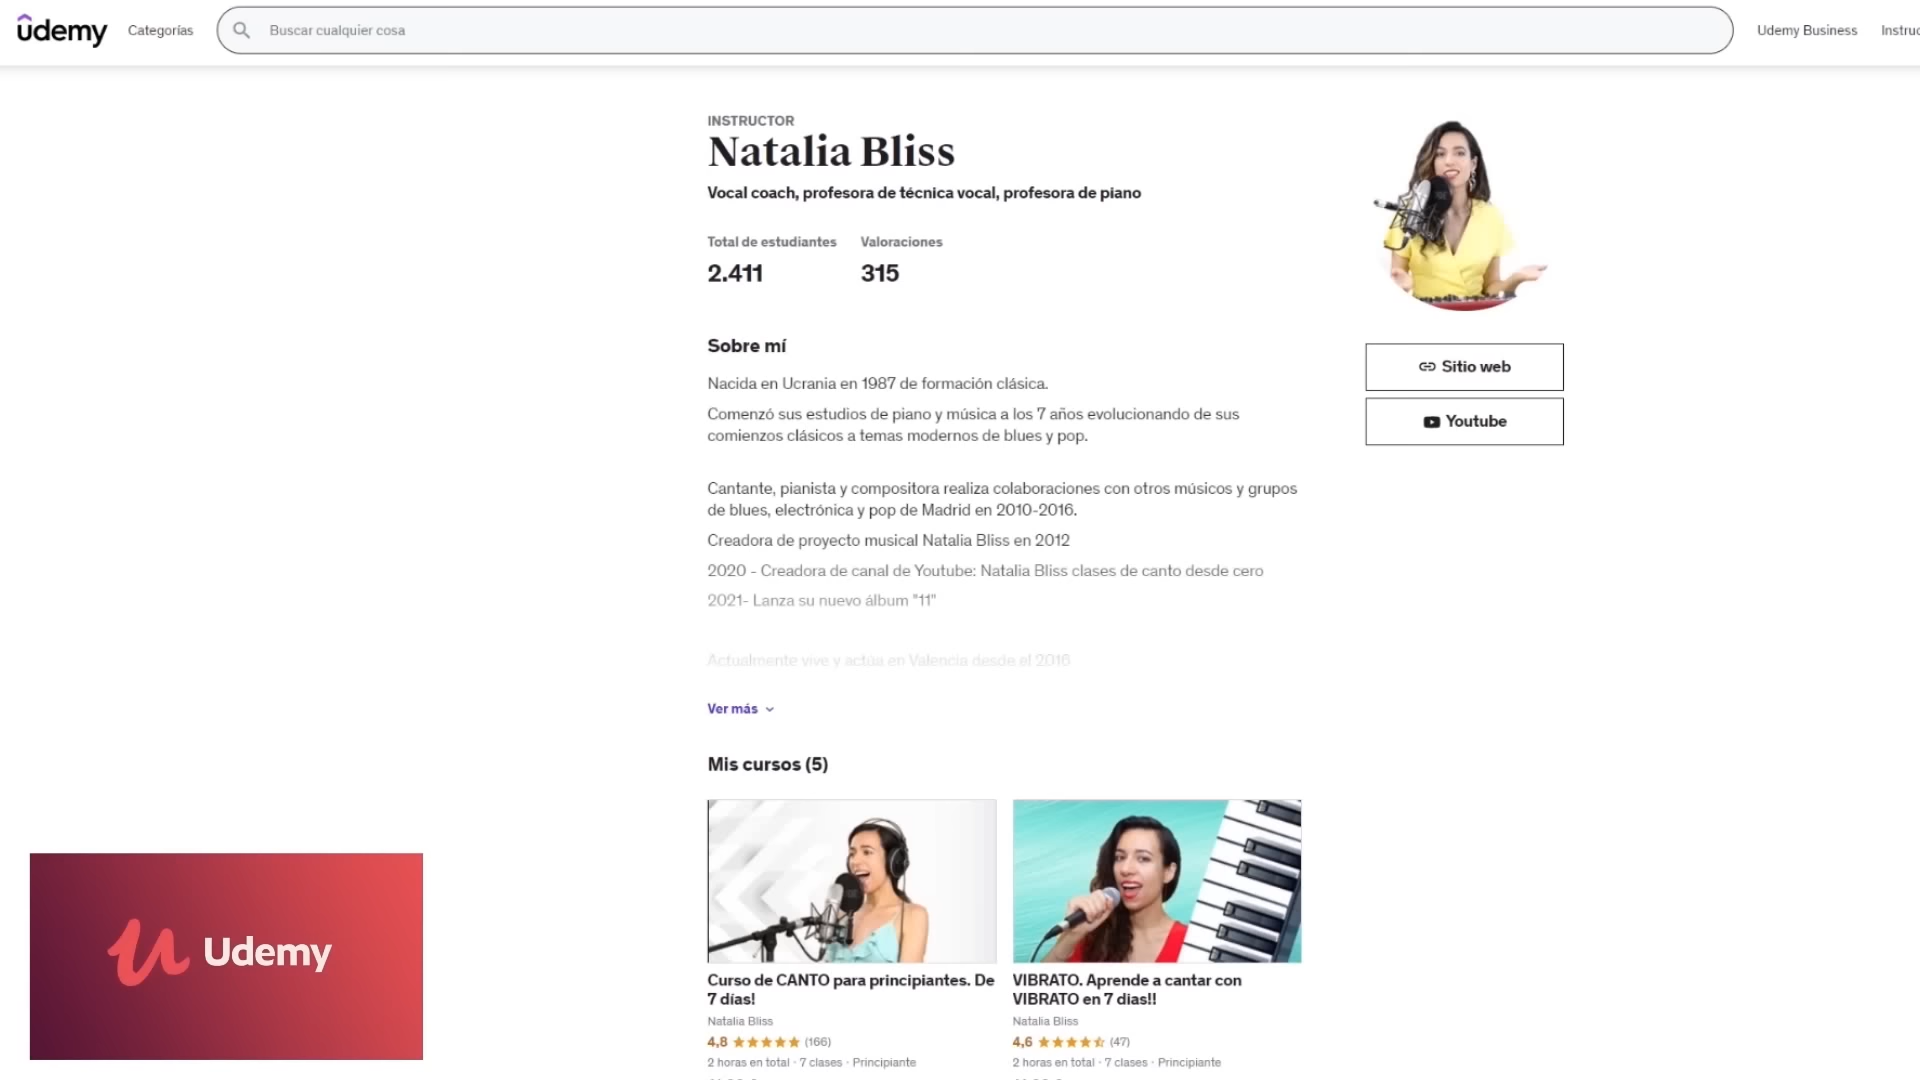 udemy
Categorías
Buscar cualquier cosa
Udemy Business
Instruc
INSTRUCTOR
Natalia Bliss
Vocal coach, profesora de técnica vocal, profesora de piano
Total de estudiantes
Valoraciones
2.411
315
Sobre mí
Nacida en Ucrania en 1987 de formación clásica.
Comenzó sus estudios de piano y música a los 7 años evolucionando de sus
comienzos clásicos a temas modernos de blues y pop.
Cantante, pianista y compositora realiza colaboraciones con otros músicos y grupos
de blues, electrónica y pop de Madrid en 2010-2016.
Creadora de proyecto musical Natalia Bliss en 2012
2020 - Creadora de canal de Youtube: Natalia Bliss clases de canto desde cero
2021- Lanza su nuevo álbum "11"
Actualmente vive y actúa en Valencia desde el 2016
Ver más
Sitio web
Youtube
Mis cursos (5)
Curso de CANTO para principiantes. De
7 días!
Natalia Bliss
4,8 (166)
2 horas en total · 7 clases · Principiante
VIBRATO. Aprende a cantar con
VIBRATO en 7 dias!!
Natalia Bliss
4,6 (47)
2 horas en total · 7 clases · Principiante
Udemy